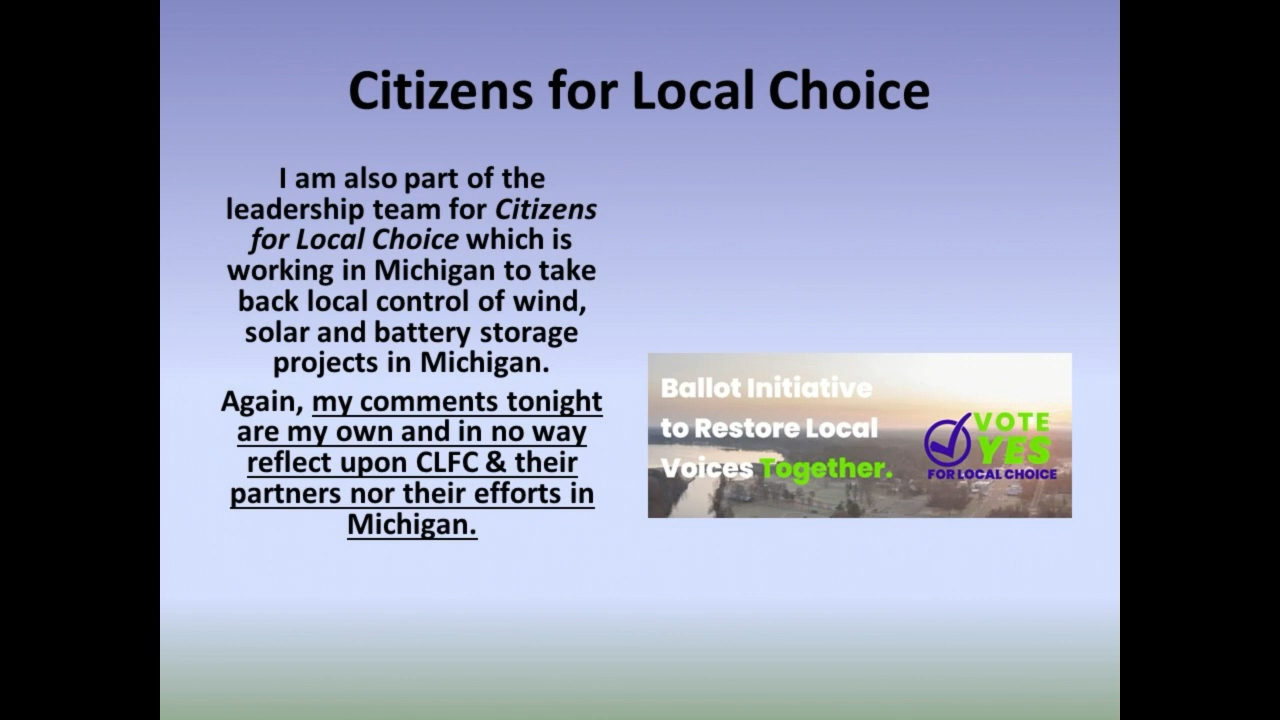 Citizens for Local Choice
I am also part of the
leadership team for Citizens
for Local Choice which is
working in Michigan to take
back local control of wind,
solar and battery storage
projects in Michigan.
Again, my comments tonight
are my own and in no way
reflect upon CLFC & their
partners nor their efforts in
Michigan.
Ballot Initiative
to Restore Local
Voices Together.
VOTE
YES
FOR LOCAL CHOICE